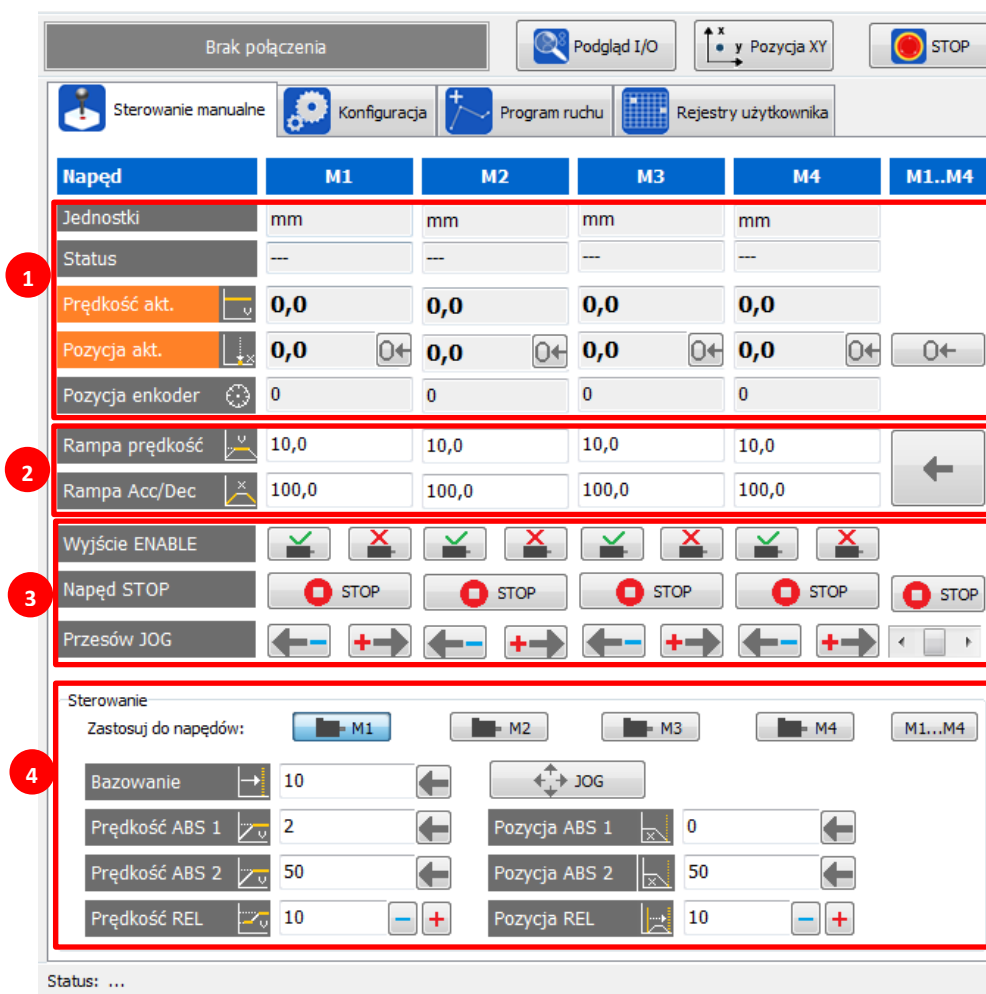 Brak połączenia Podgląd I/O x y Pozycja XY STOP
Sterowanie manualne Konfiguracja Program ruchu Rejestry użytkownika
Napęd M1 M2 M3 M4 M1..M4
Jednostki mm mm mm mm
1
Status --- --- --- ---
Prędkość akt. v 0,0 0,0 0,0 0,0
Pozycja akt. x 0,0 0← 0,0 0← 0,0 0← 0,0 0← 0←
Pozycja enkoder 0 0 0 0
2
Rampa prędkość v 10,0 10,0 10,0 10,0
Rampa Acc/Dec x 100,0 100,0 100,0 100,0
3
Wyjście ENABLE
Napęd STOP STOP STOP STOP STOP STOP
Przesów JOG - + - + - + - +
4
Sterowanie
Zastosuj do napędów: M1 M2 M3 M4 M1...M4
Bazowanie 10 JOG
Prędkość ABS 1 v 2 Pozycja ABS 1 x 0
Prędkość ABS 2 v 50 Pozycja ABS 2 x 50
Prędkość REL v 10 - + Pozycja REL 10 - +
Status: ...